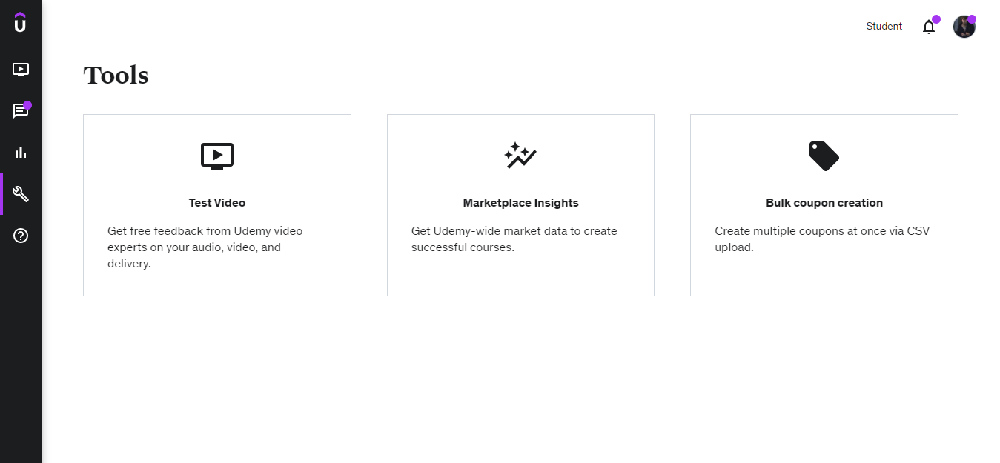 Student
Tools
Test Video
Get free feedback from Udemy video
experts on your audio, video, and
delivery.
Marketplace Insights
Get Udemy-wide market data to create
successful courses.
Bulk coupon creation
Create multiple coupons at once via CSV
upload.